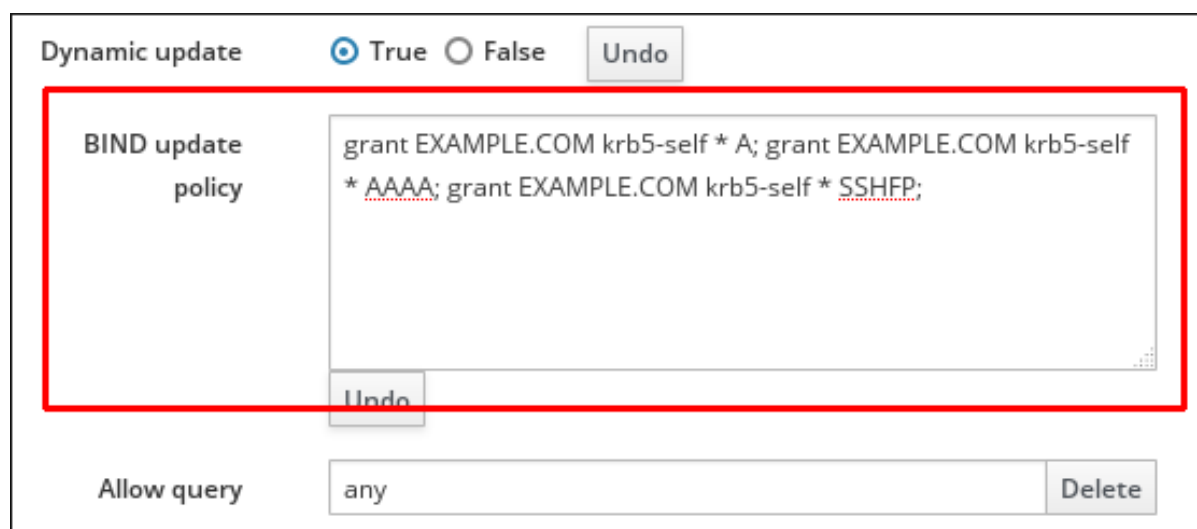 Dynamic update True False Undo
BIND update policy
grant EXAMPLE.COM krb5-self * A; grant EXAMPLE.COM krb5-self
* AAAA; grant EXAMPLE.COM krb5-self * SSHFP;
Undo
Allow query any Delete